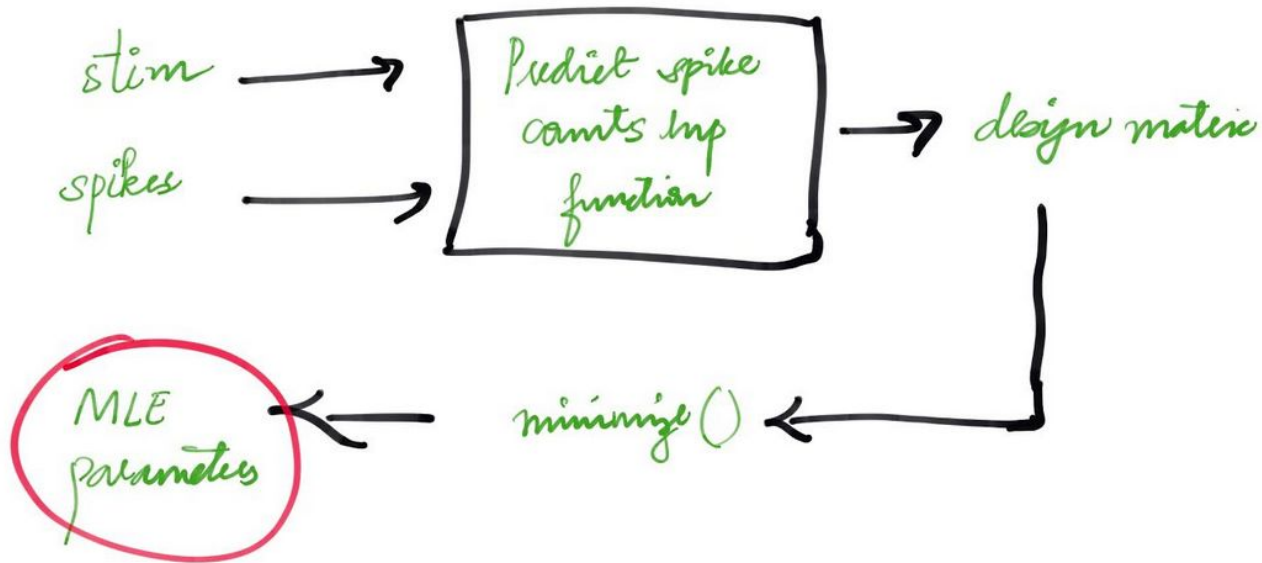 stim
spikes
Predict spike
counts lnp
function
design matrix
minimize()
MLE
parameters